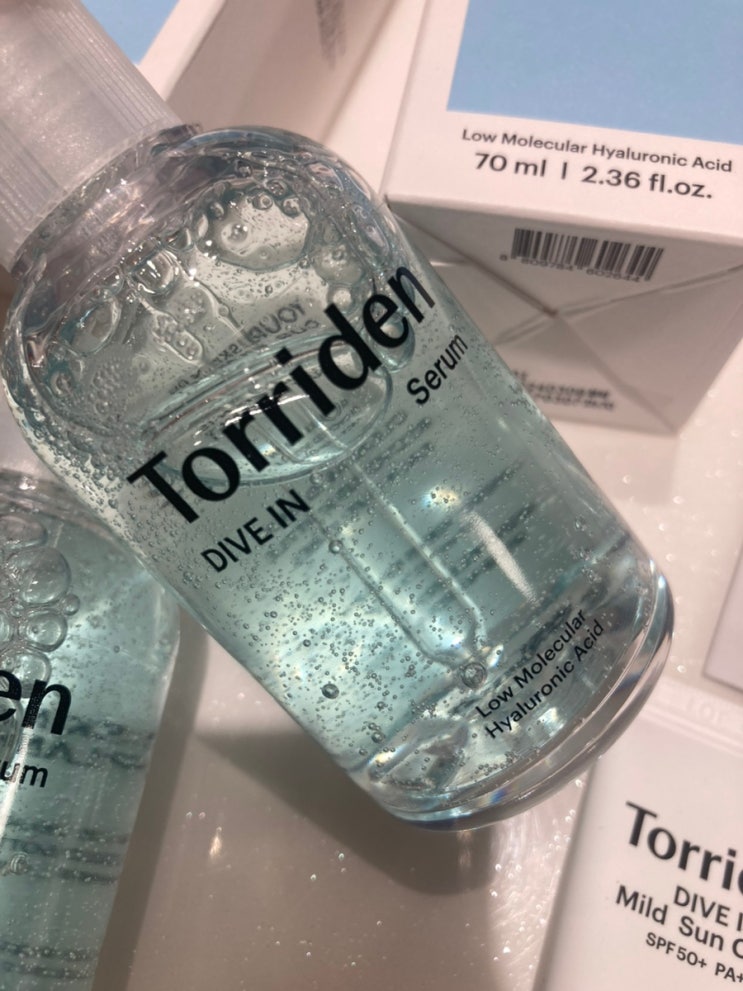 Low Molecular Hyaluronic Acid
70 ml | 2.36 fl.oz.
Torriden
DIVE IN
Serum
Low Molecular
Hyaluronic Acid
en
um
Torri
DIVE I
Mild Sun C
SPF50+ PA+